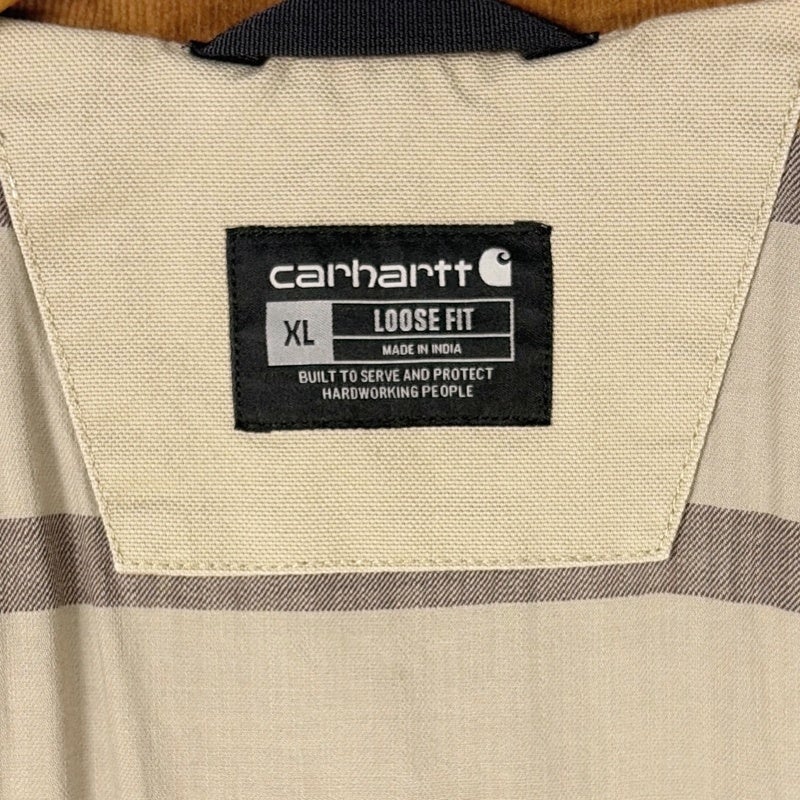 carhartt
XL
LOOSE FIT
MADE IN INDIA
BUILT TO SERVE AND PROTECT
HARDWORKING PEOPLE